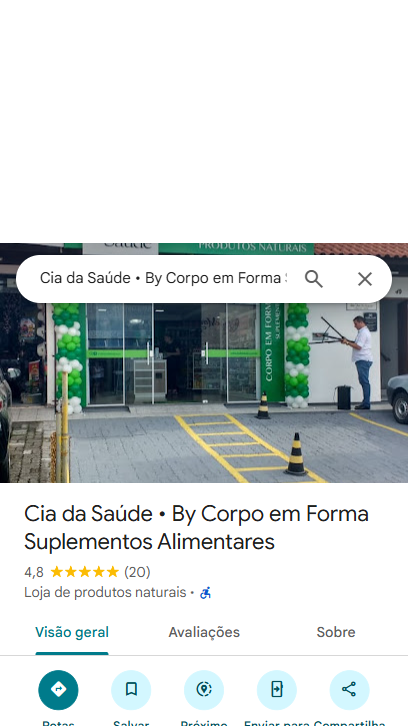 PRODUTOS NATURAIS
Cia da Saúde • By Corpo em Forma
CORPO EM FORMA
Cia da Saúde • By Corpo em Forma
Suplementos Alimentares
4,8 (20)
Loja de produtos naturais •
Visão geral Avaliações Sobre
Rotas Salvar Próximo Enviar para Compartilha